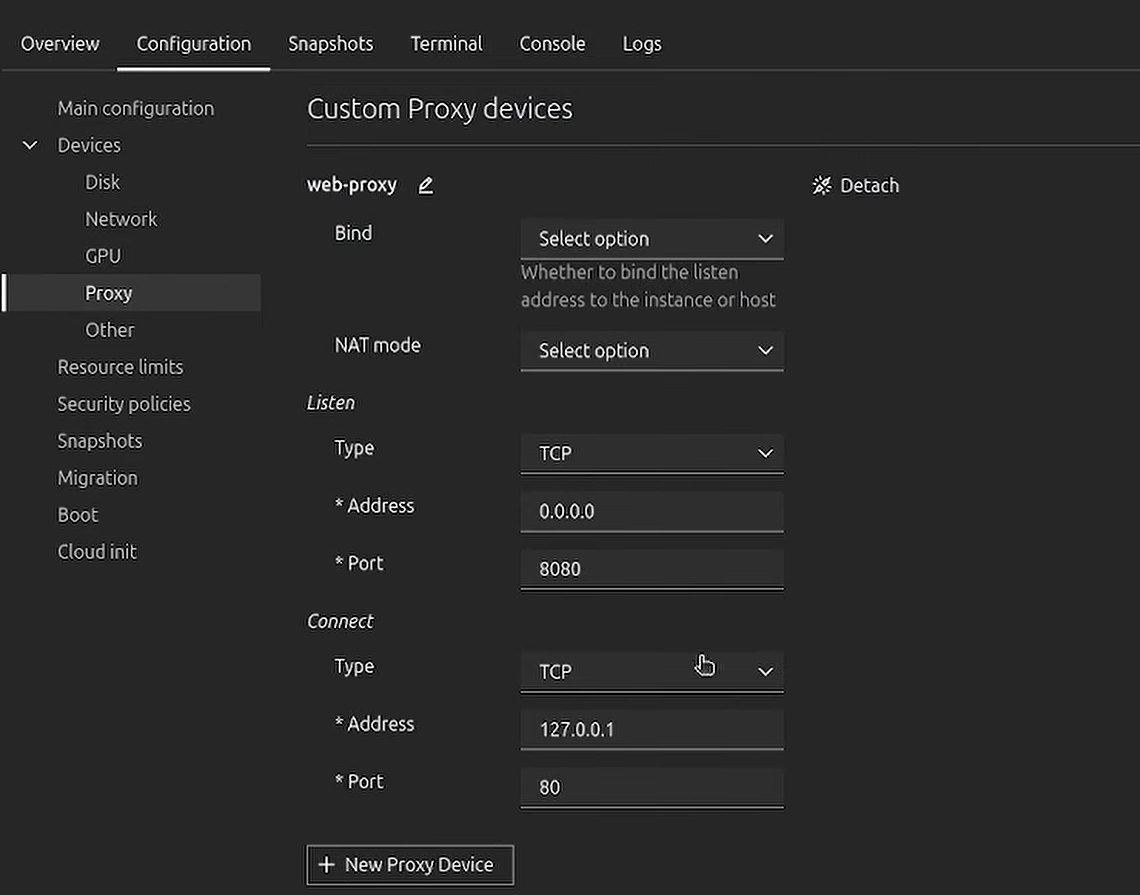 Overview Configuration Snapshots Terminal Console Logs
Main configuration
Devices
Disk
Network
GPU
Proxy
Other
Resource limits
Security policies
Snapshots
Migration
Boot
Cloud init
Custom Proxy devices
web-proxy Detach
Bind Select option
Whether to bind the listen
address to the instance or host
NAT mode Select option
Listen
Type TCP
* Address 0.0.0.0
* Port 8080
Connect
Type TCP
* Address 127.0.0.1
* Port 80
+ New Proxy Device